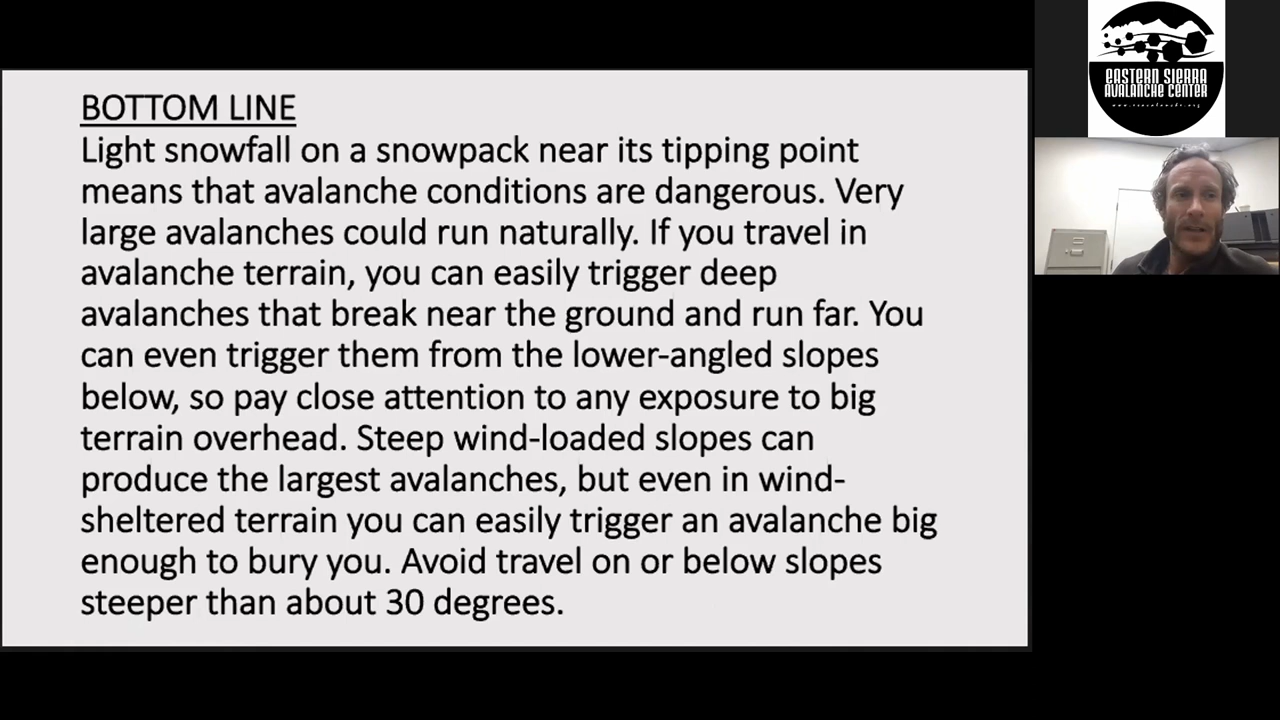 BOTTOM LINE
Light snowfall on a snowpack near its tipping point
means that avalanche conditions are dangerous. Very
large avalanches could run naturally. If you travel in
avalanche terrain, you can easily trigger deep
avalanches that break near the ground and run far. You
can even trigger them from the lower-angled slopes
below, so pay close attention to any exposure to big
terrain overhead. Steep wind-loaded slopes can
produce the largest avalanches, but even in wind-
sheltered terrain you can easily trigger an avalanche big
enough to bury you. Avoid travel on or below slopes
steeper than about 30 degrees.
EASTERN SIERRA
AVALANCHE CENTER